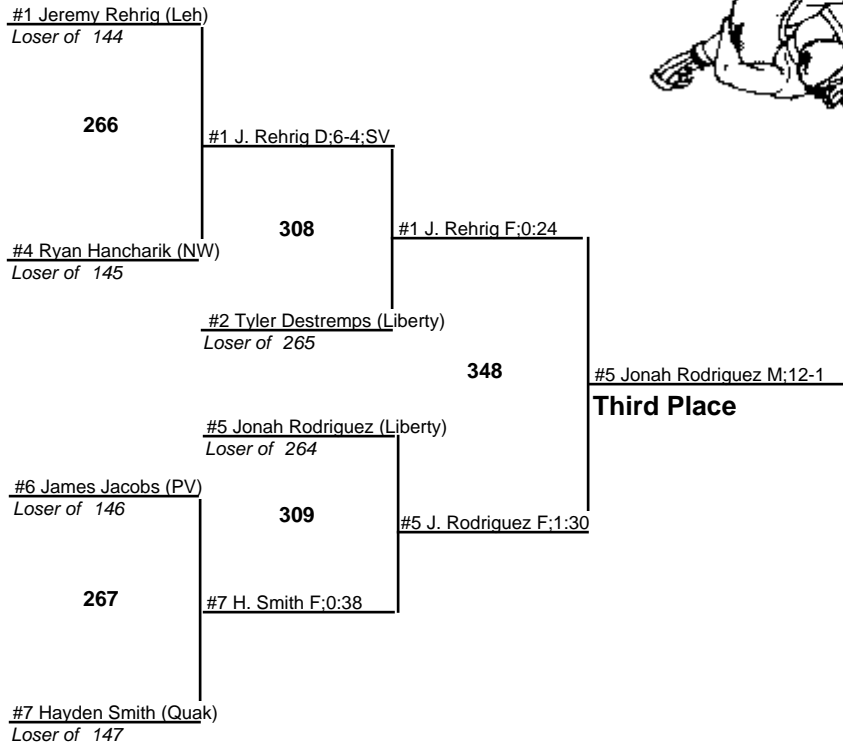 #1 Jeremy Rehrig (Leh)
Loser of 144
266
#1 J. Rehrig D;6-4;SV
308
#1 J. Rehrig F;0:24
#4 Ryan Hancharik (NW)
Loser of 145
#2 Tyler Destremps (Liberty)
Loser of 265
348
#5 Jonah Rodriguez M;12-1
Third Place
#5 Jonah Rodriguez (Liberty)
Loser of 264
#6 James Jacobs (PV)
Loser of 146
309
#5 J. Rodriguez F;1:30
267
#7 H. Smith F;0:38
#7 Hayden Smith (Quak)
Loser of 147